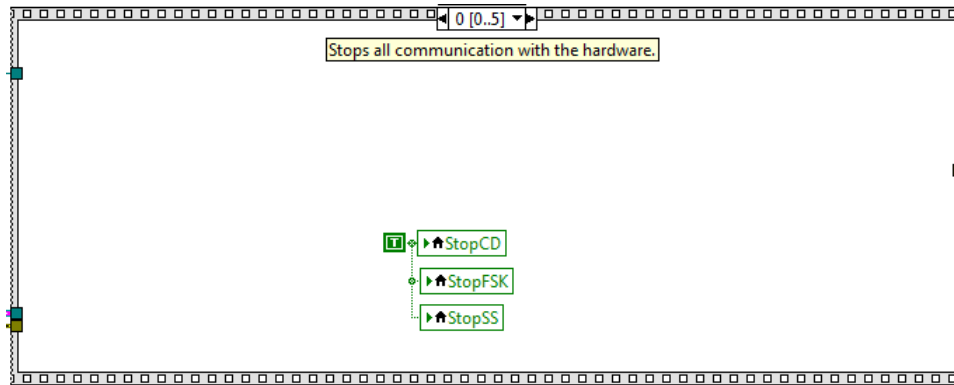 0 [0..5]
Stops all communication with the hardware.
T
StopCD
StopFSK
StopSS